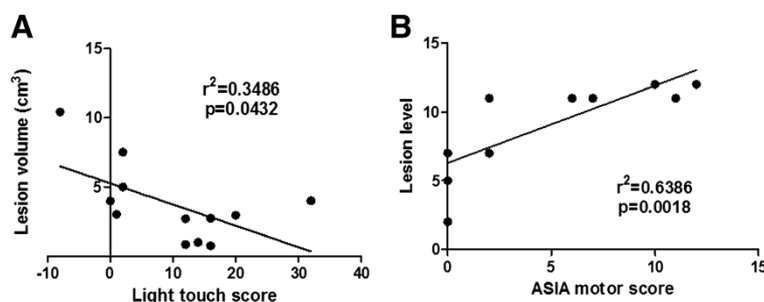 A
15
10
5
Lesion volume (cm³)
r²=0.3486
p=0.0432
-10 0 10 20 30 40
Light touch score
B
15
10
5
0
Lesion level
r²=0.6386
p=0.0018
0 5 10 15
ASIA motor score